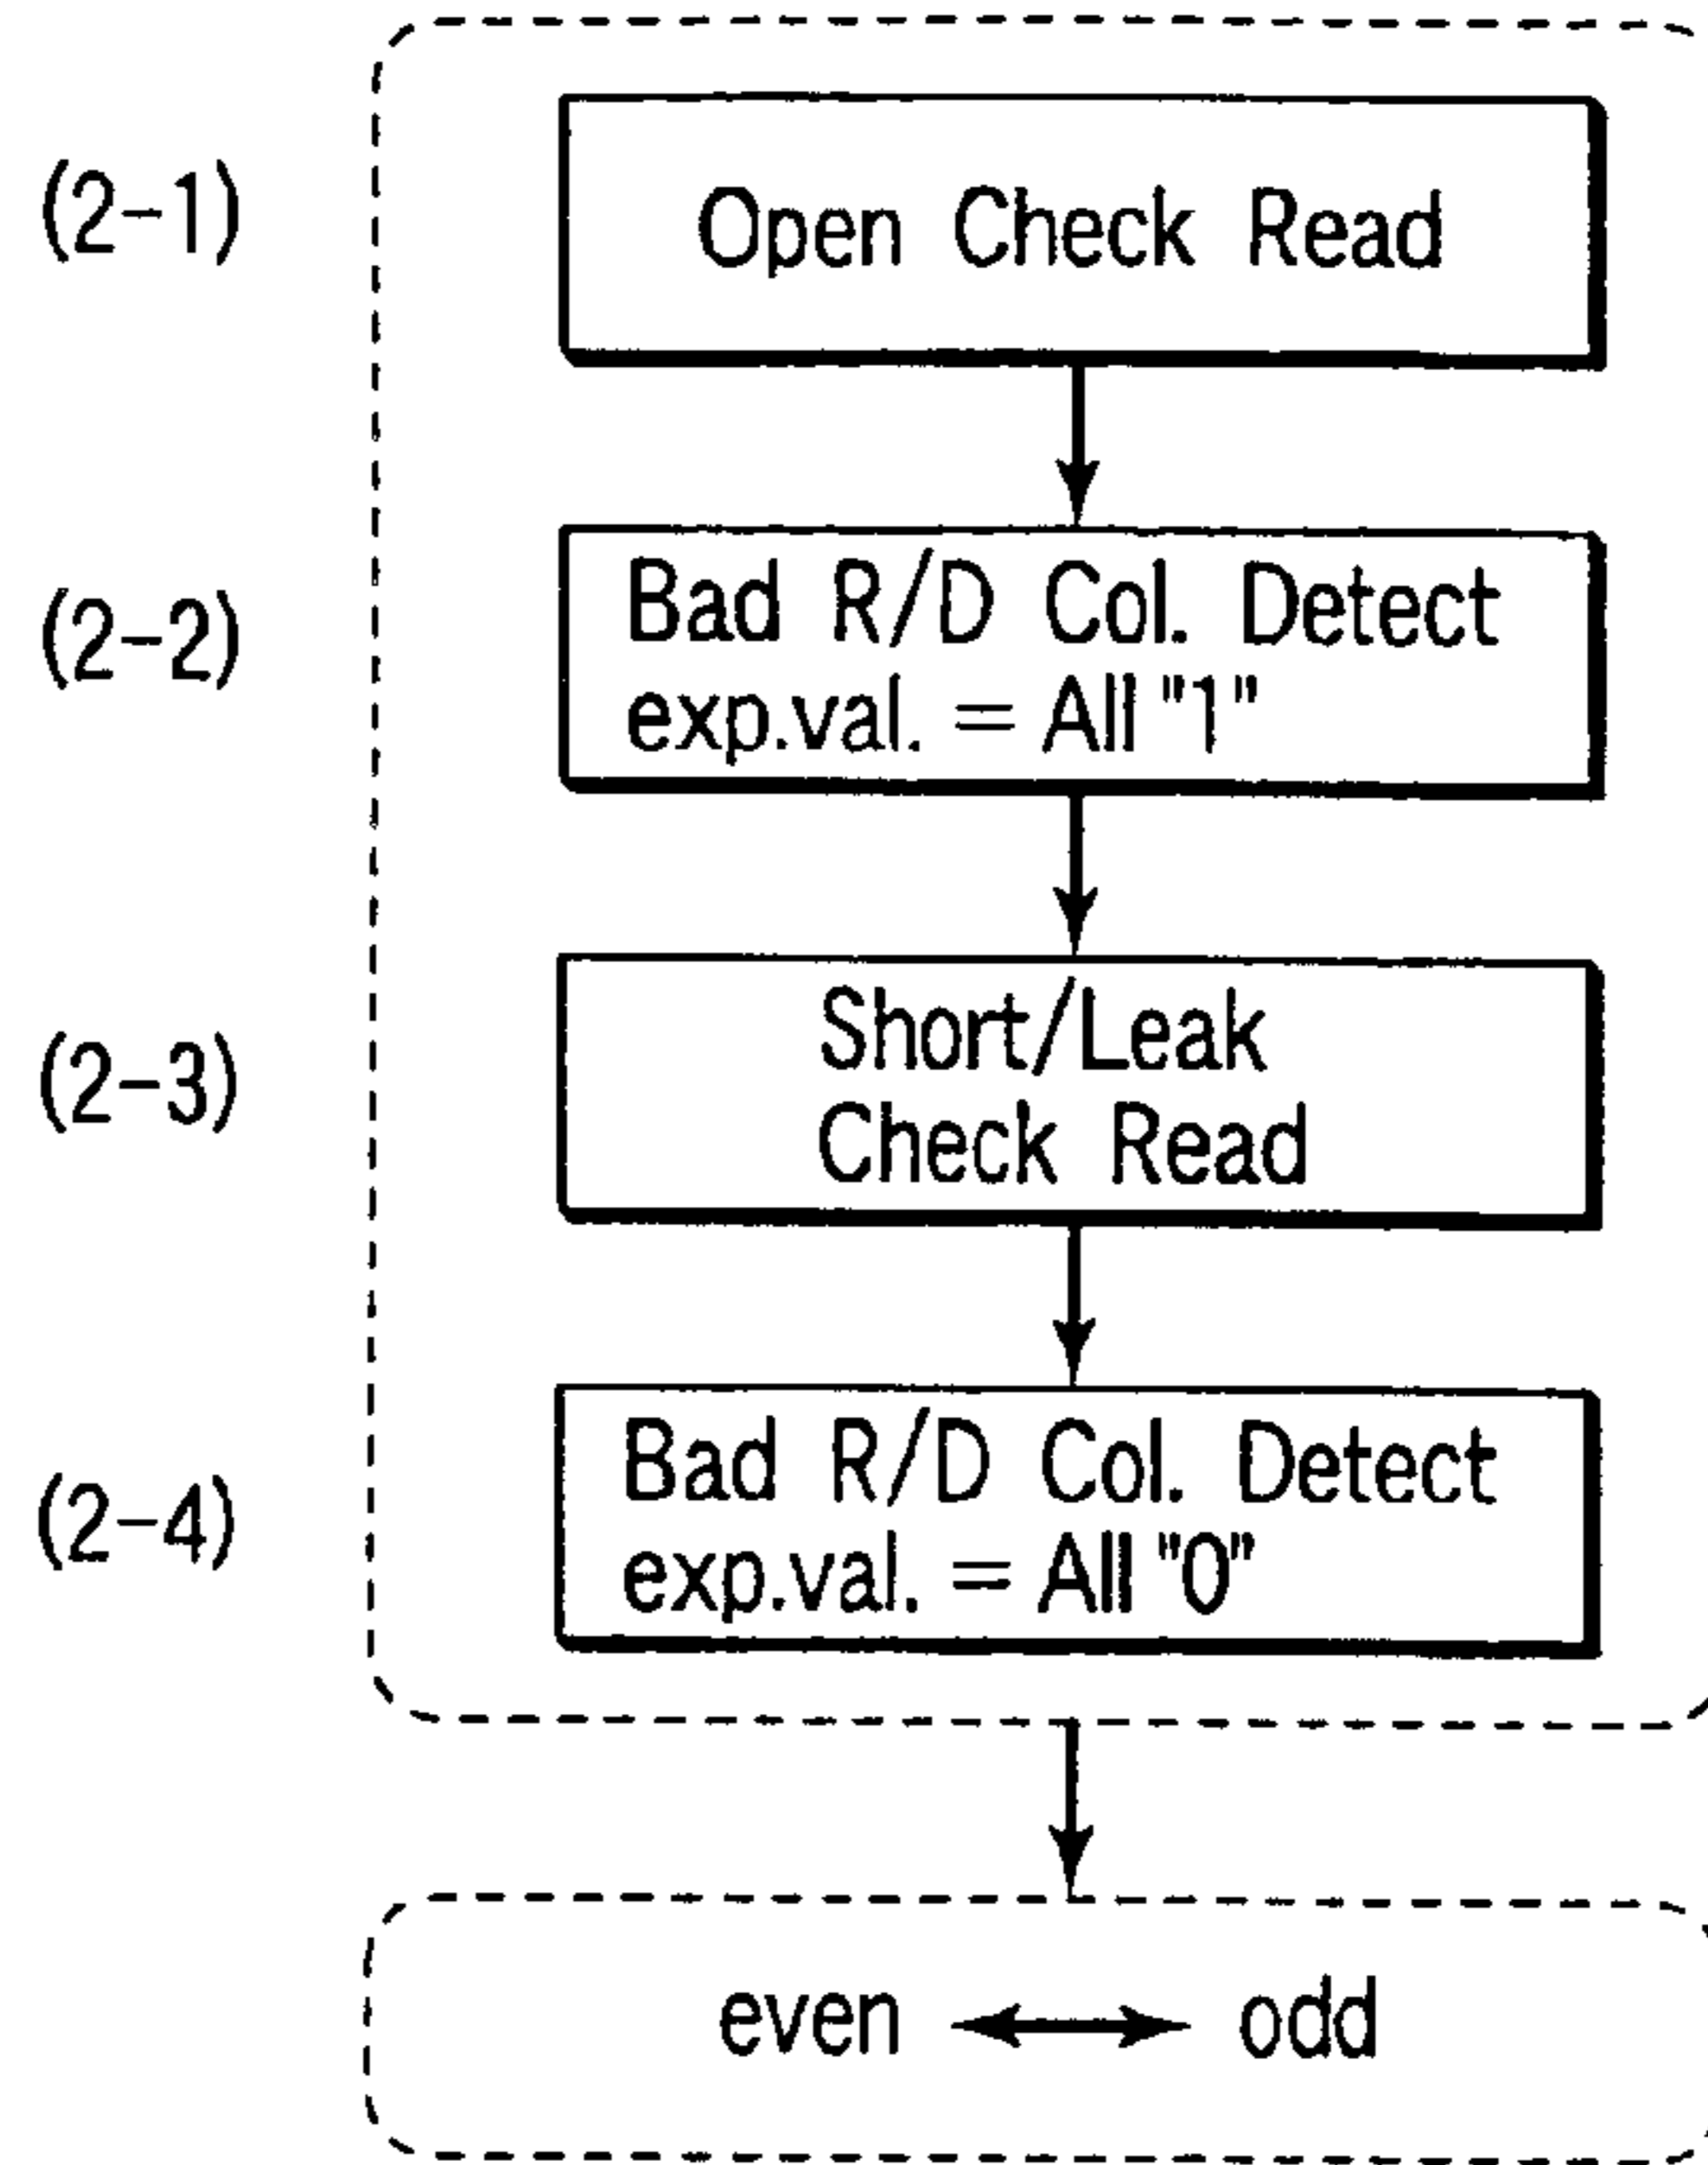 (2-1)
Open Check Read
(2-2)
Bad R/D Col. Detect
exp.val. = All "1"
(2-3)
Short/Leak
Check Read
(2-4)
Bad R/D Col. Detect
exp.val. = All "0"
even odd